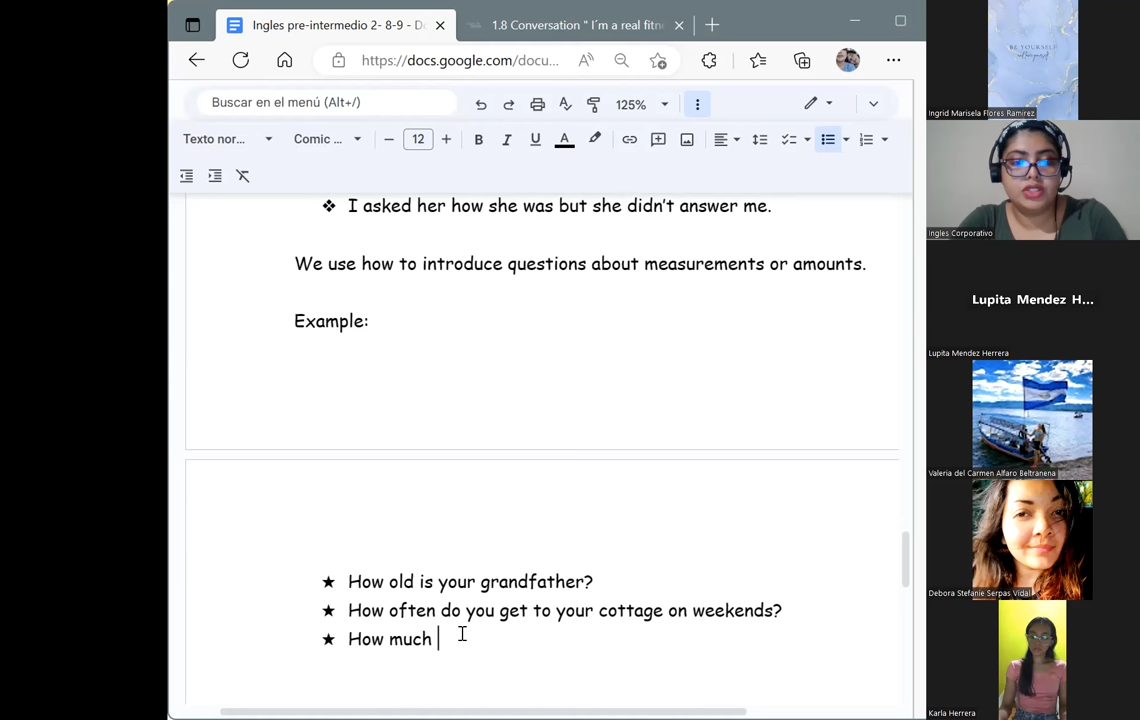 Ingles pre-intermedio 2- 8-9 - Do
1.8 Conversation " I´m a real fitne
https://docs.google.com/docu...
Buscar en el menú (Alt+/)
125%
Texto nor...
Comic ...
12
I asked her how she was but she didn't answer me.
We use how to introduce questions about measurements or amounts.
Example:
How old is your grandfather?
How often do you get to your cottage on weekends?
How much
BE YOURSELF
Ingrid Marisela Flores Ramirez
Ingles Corporativo
Lupita Mendez H...
Lupita Mendez Herrera
Valeria del Carmen Alfaro Beltranena
Debora Stefanie Serpas Vidal
Karla Herrera